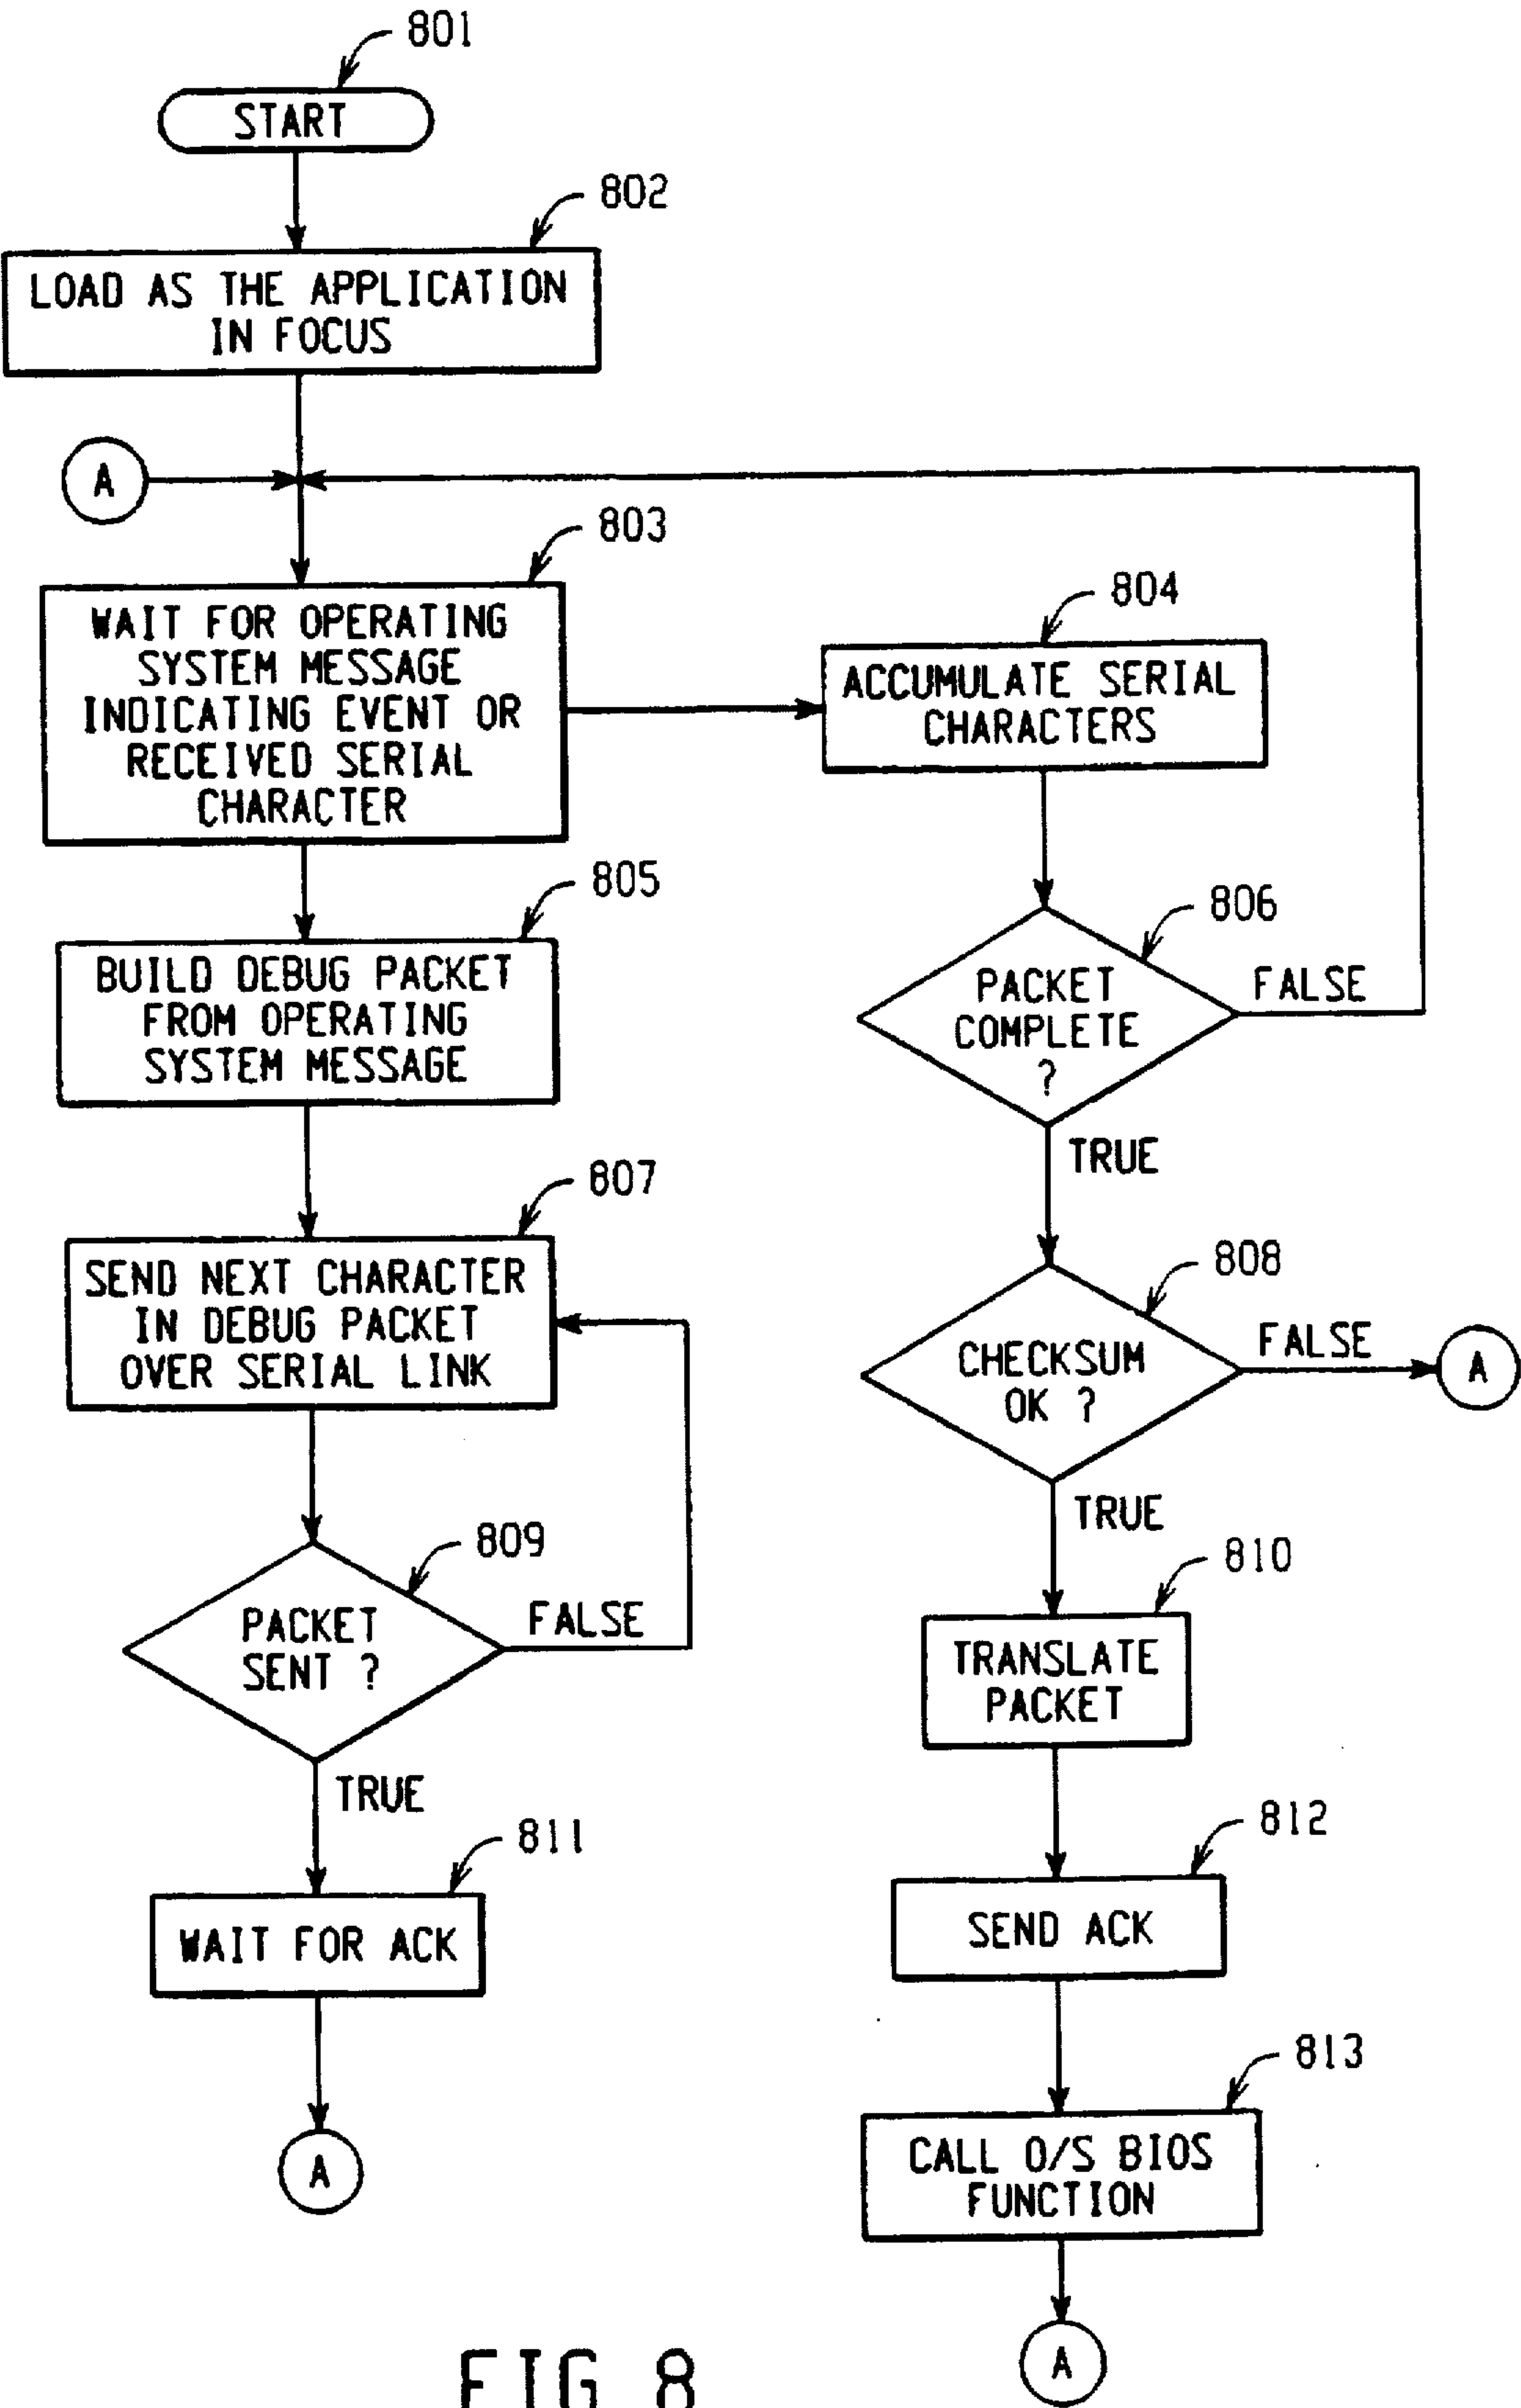 801
START
802
LOAD AS THE APPLICATION
IN FOCUS
A
803
WAIT FOR OPERATING
SYSTEM MESSAGE
INDICATING EVENT OR
RECEIVED SERIAL
CHARACTER
804
ACCUMULATE SERIAL
CHARACTERS
805
BUILD DEBUG PACKET
FROM OPERATING
SYSTEM MESSAGE
806
PACKET
COMPLETE
?
FALSE
TRUE
807
SEND NEXT CHARACTER
IN DEBUG PACKET
OVER SERIAL LINK
808
CHECKSUM
OK ?
FALSE
A
TRUE
809
PACKET
SENT ?
FALSE
TRUE
810
TRANSLATE
PACKET
811
WAIT FOR ACK
A
812
SEND ACK
813
CALL O/S BIOS
FUNCTION
A
FIG 8